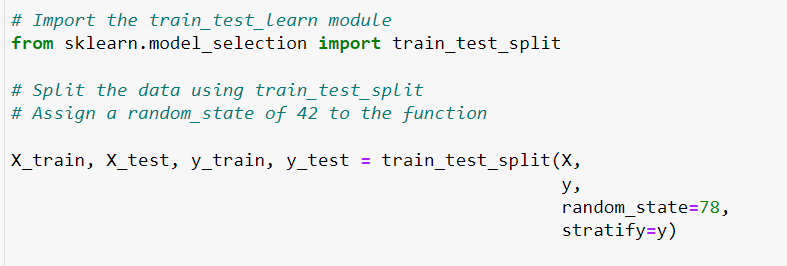 # Import the train_test_learn module
from sklearn.model_selection import train_test_split
# Split the data using train_test_split
# Assign a random_state of 42 to the function
X_train, X_test, y_train, y_test = train_test_split(X,
y,
random_state=78,
stratify=y)